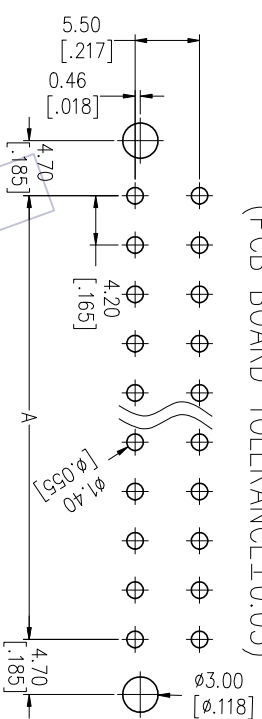 5.50
[.217]
0.46
[.018]
4.70
[.185]
4.20
[.165]
A
ø1.40
[ø.055]
4.70
[.185]
ø3.00
[ø.118]
(PCB BOARD TOLERANCE±0.05)